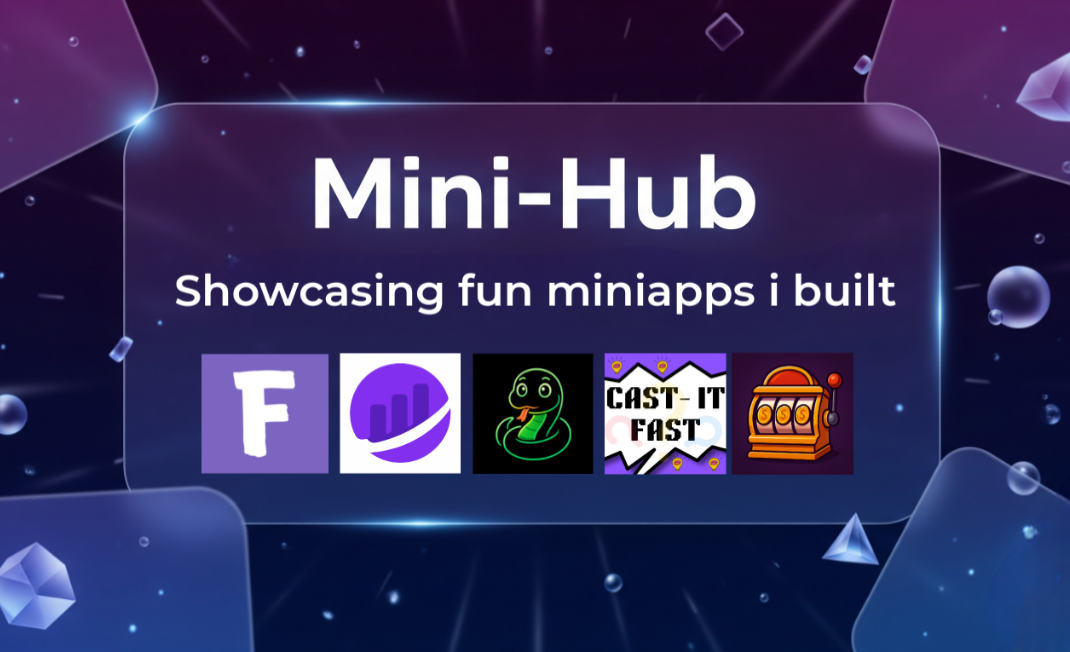 Mini-Hub
Showcasing fun miniapps i built
F
CAST-IT
FAST
$ $ $